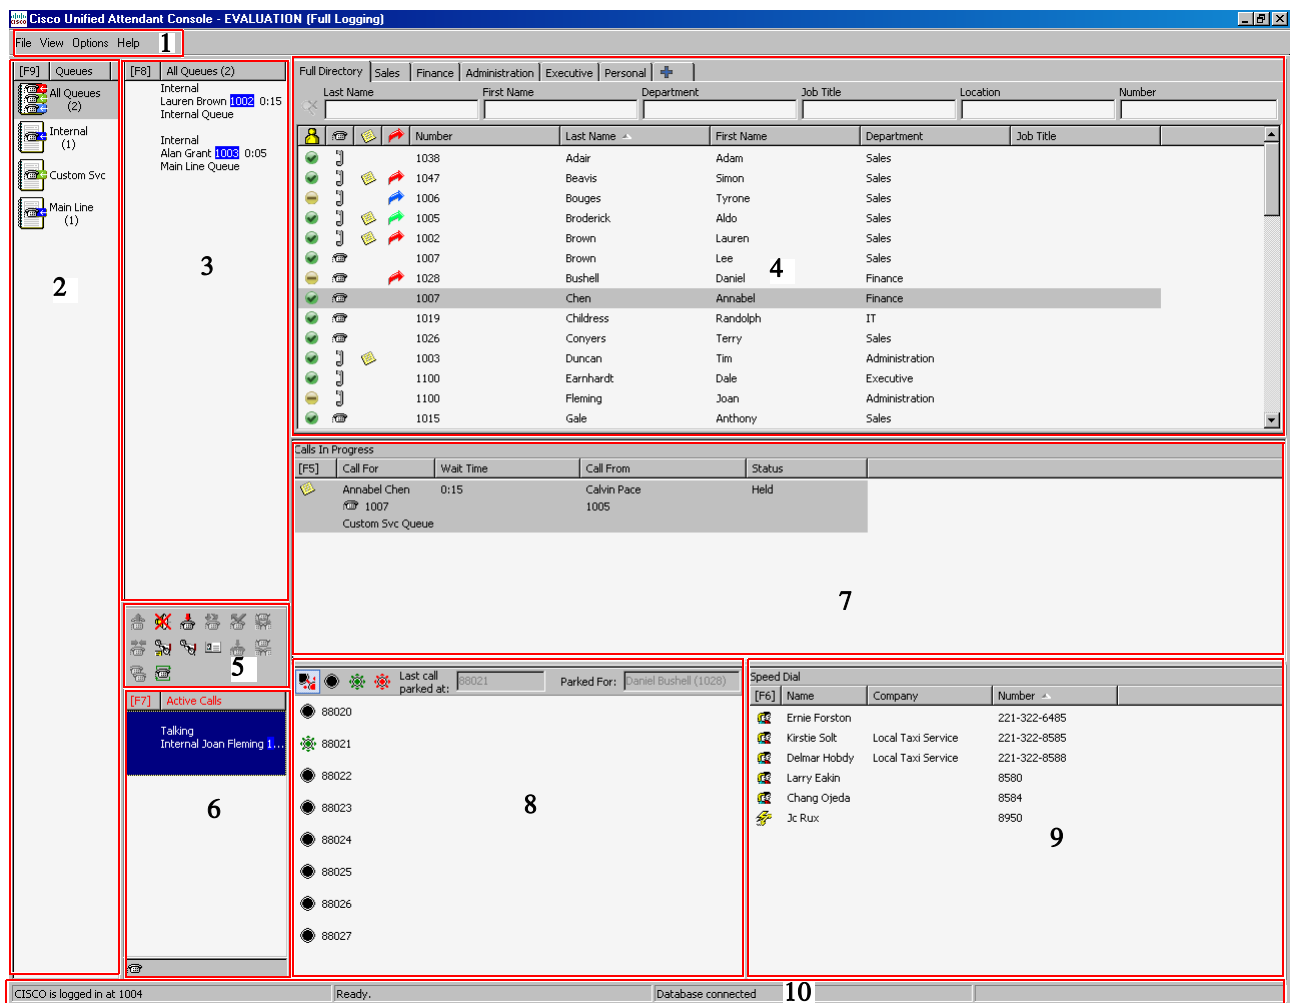 Cisco Unified Attendant Console - EVALUATION (Full Logging)
File View Options Help 1
[F9] Queues
All Queues
(2)
Internal
(1)
Custom Svc
Main Line
(1)
2
[F8] All Queues (2)
Internal
Lauren Brown 1002 0:15
Internal Queue
Internal
Alan Grant 1003 0:05
Main Line Queue
3
Full Directory Sales Finance Administration Executive Personal
Last Name First Name Department Job Title Location Number
Number Last Name First Name Department Job Title
1038 Adair Adam Sales
1047 Beavis Simon Sales
1006 Bouges Tyrone Sales
1005 Broderick Aldo Sales
1002 Brown Lauren Sales
1007 Brown Lee Sales
4
1028 Bushell Daniel Finance
1007 Chen Annabel Finance
1019 Childress Randolph IT
1026 Conyers Terry Sales
1003 Duncan Tim Administration
1100 Earnhardt Dale Executive
1100 Fleming Joan Administration
1015 Gale Anthony Sales
Calls In Progress
[F5] Call For Wait Time Call From Status
Annabel Chen 0:15 Calvin Pace Held
1007 1005
Custom Svc Queue
7
5
[F7] Active Calls
Talking
Internal Joan Fleming 1...
6
Last call
parked at: 88021 Parked For: Daniel Bushell (1028)
88020
88021
88022
88023
88024
88025
88026
88027
8
Speed Dial
[F6] Name Company Number
Ernie Forston 221-322-6485
Kirstie Solt Local Taxi Service 221-322-8585
Delmar Hobdy Local Taxi Service 221-322-8588
Larry Eakin 8580
Chang Ojeda 8584
Jc Rux 8950
9
CISCO is logged in at 1004 Ready. Database connected 10